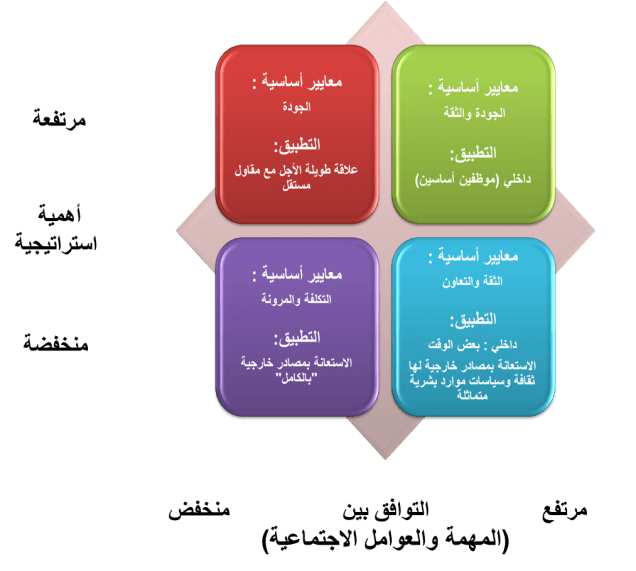 مرتفعة
أهمية
استراتيجية
منخفضة
معايير أساسية :
الجودة والثقة
التطبيق:
داخلي (موظفين أساسين)
معايير أساسية :
الجودة
التطبيق:
علاقة طويلة الأجل مع مقاول
مستقل
معايير أساسية :
الثقة والتعاون
التطبيق:
داخلي : بعض الوقت
الاستعانة بمصادر خارجية لها
ثقافة وسياسات موارد بشرية
متماثلة
معايير أساسية :
التكلفة والمرونة
التطبيق:
الاستعانة بمصادر خارجية
"بالكامل"
مرتفع التوافق بين منخفض
(المهمة والعوامل الاجتماعية)